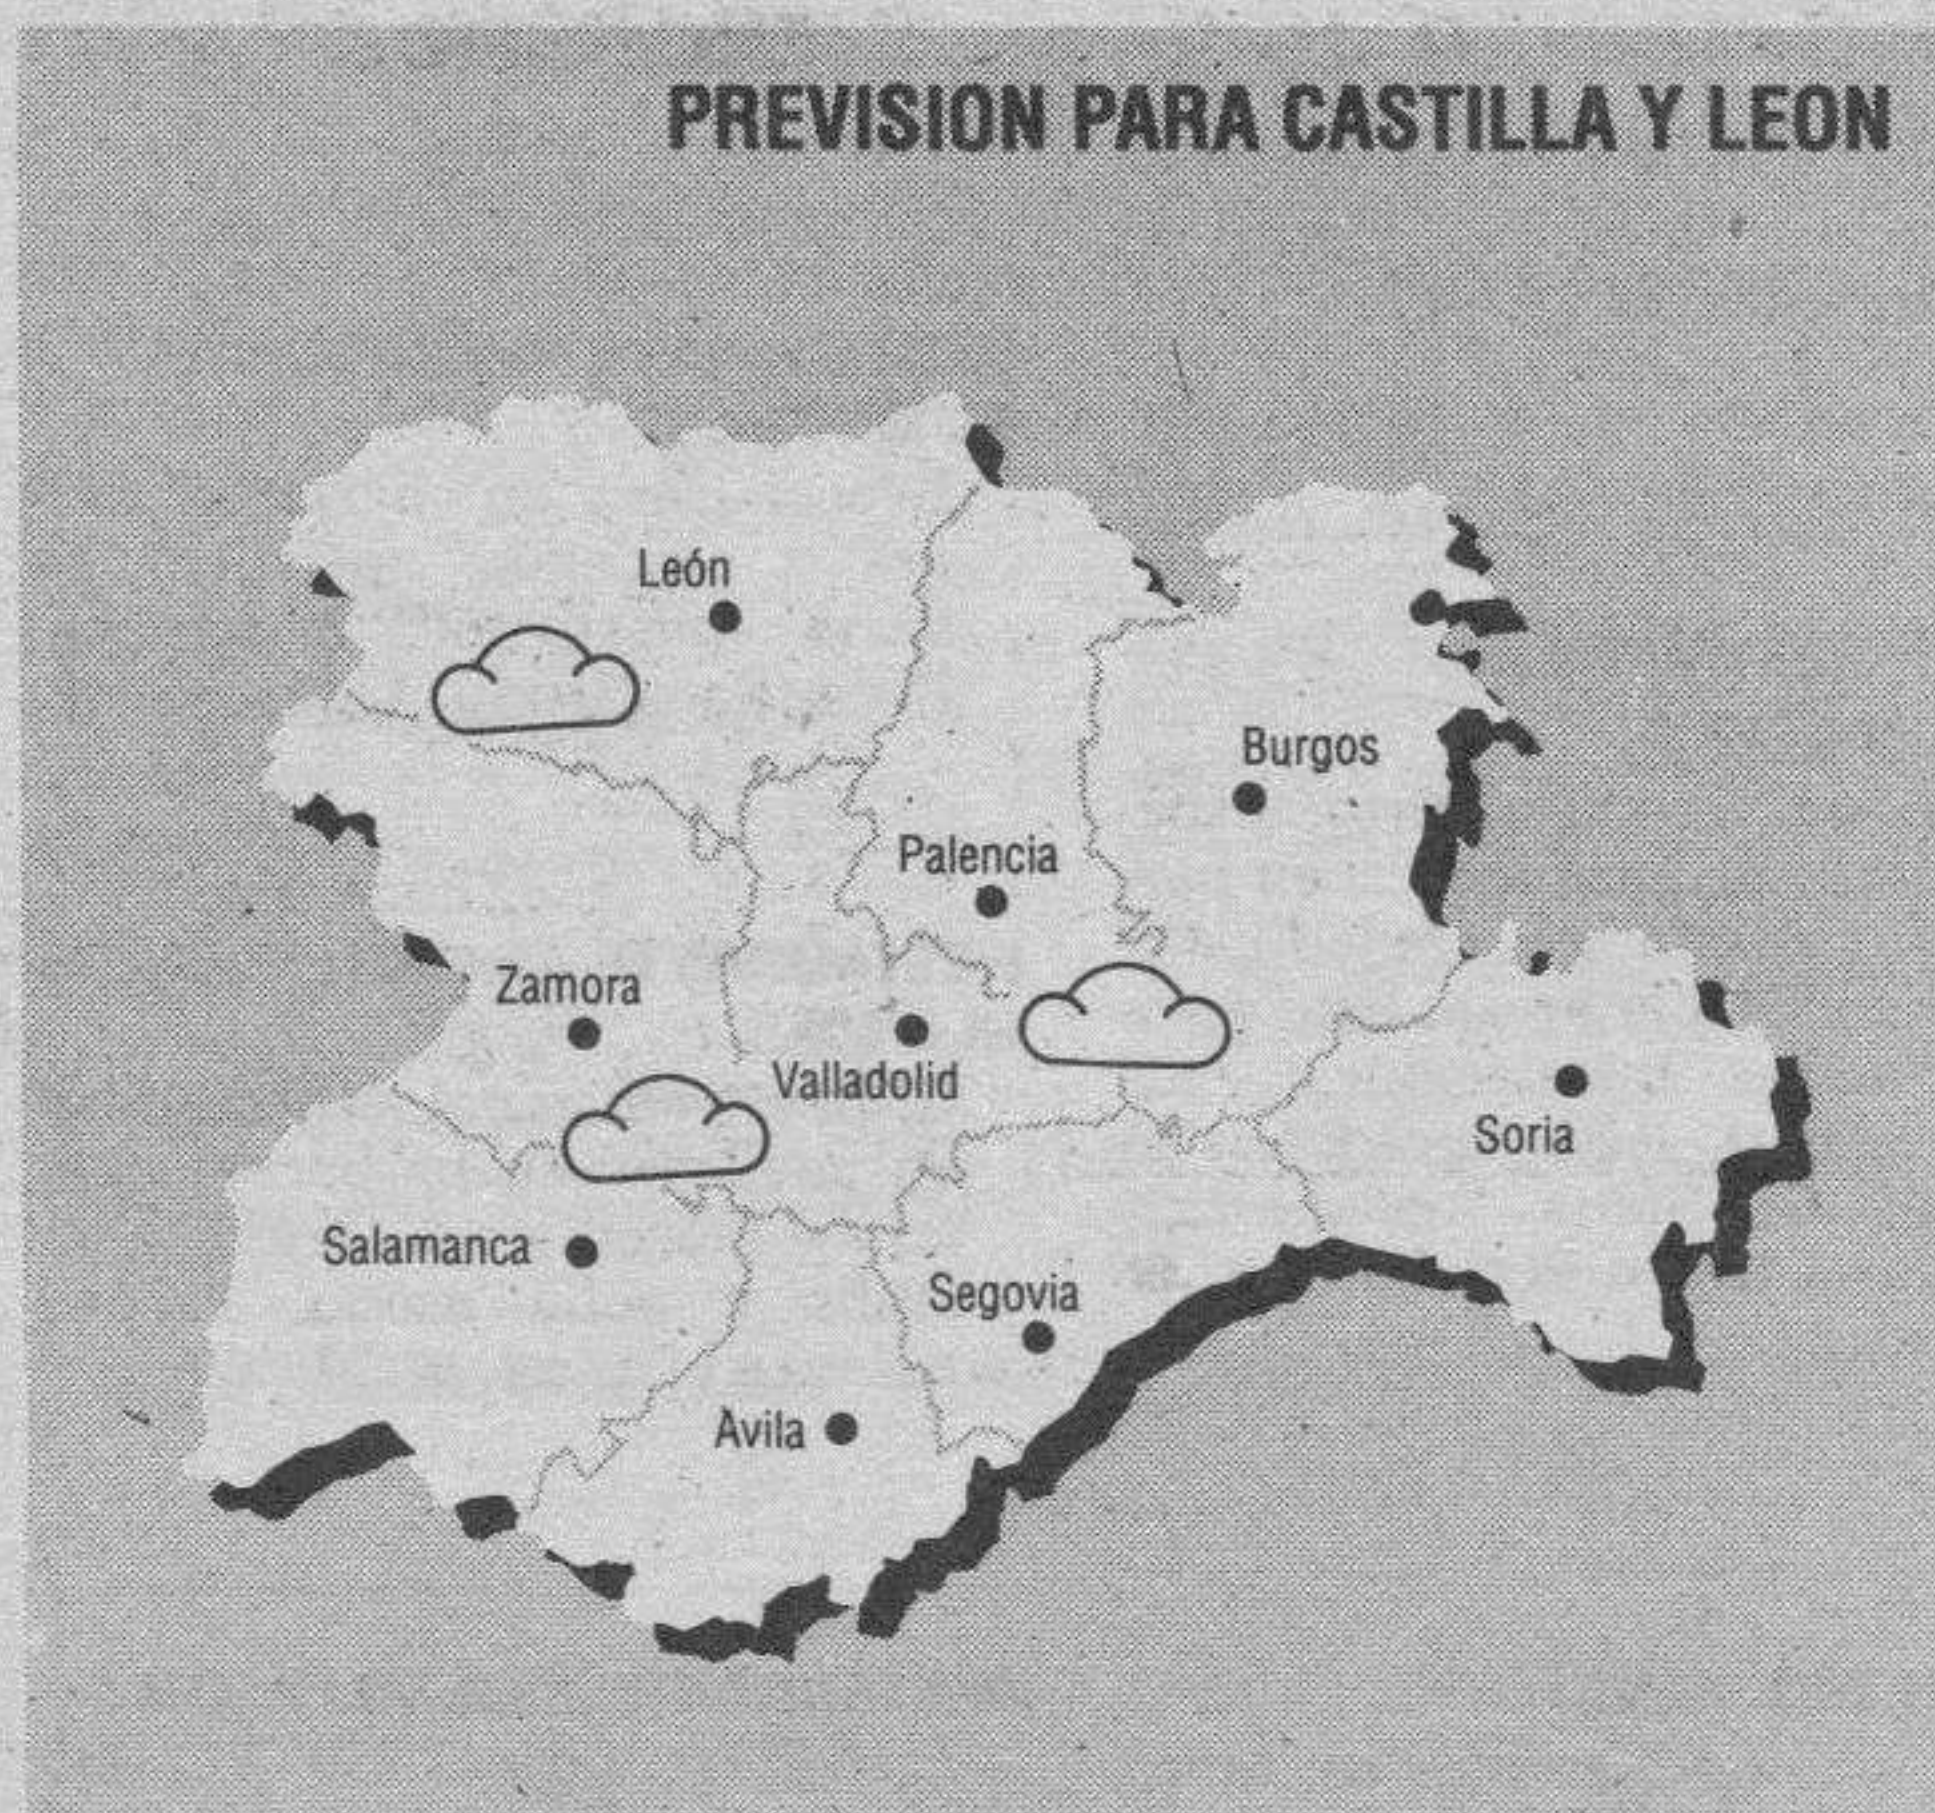 PREVISION PARA CASTILLA Y LEON
León
Burgos
Palencia
Zamora
Valladolid
Soria
Salamanca
Segovia
Avila